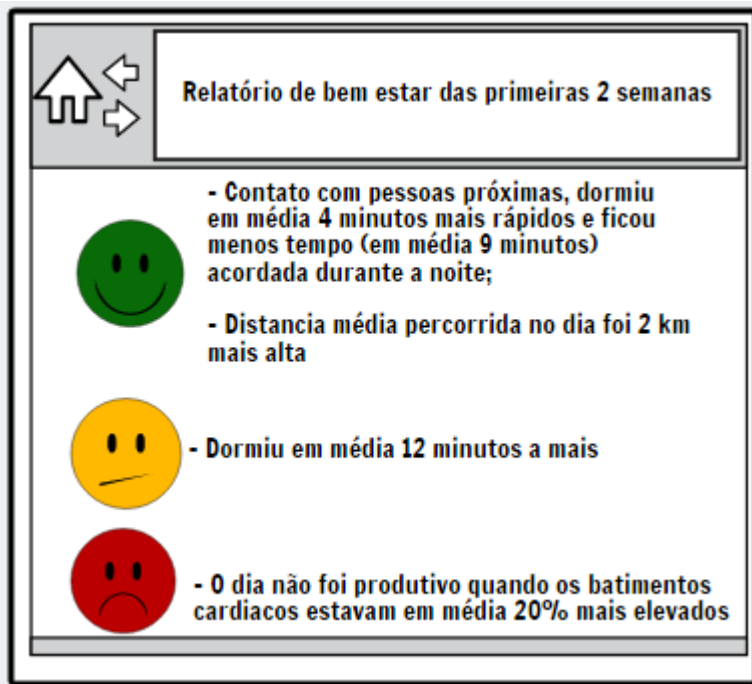 Relatório de bem estar das primeiras 2 semanas
- Contato com pessoas próximas, dormiu
em média 4 minutos mais rápidos e ficou
menos tempo (em média 9 minutos)
acordada durante a noite;
- Distancia média percorrida no dia foi 2 km
mais alta
- Dormiu em média 12 minutos a mais
- O dia não foi produtivo quando os batimentos
cardiacos estavam em média 20% mais elevados